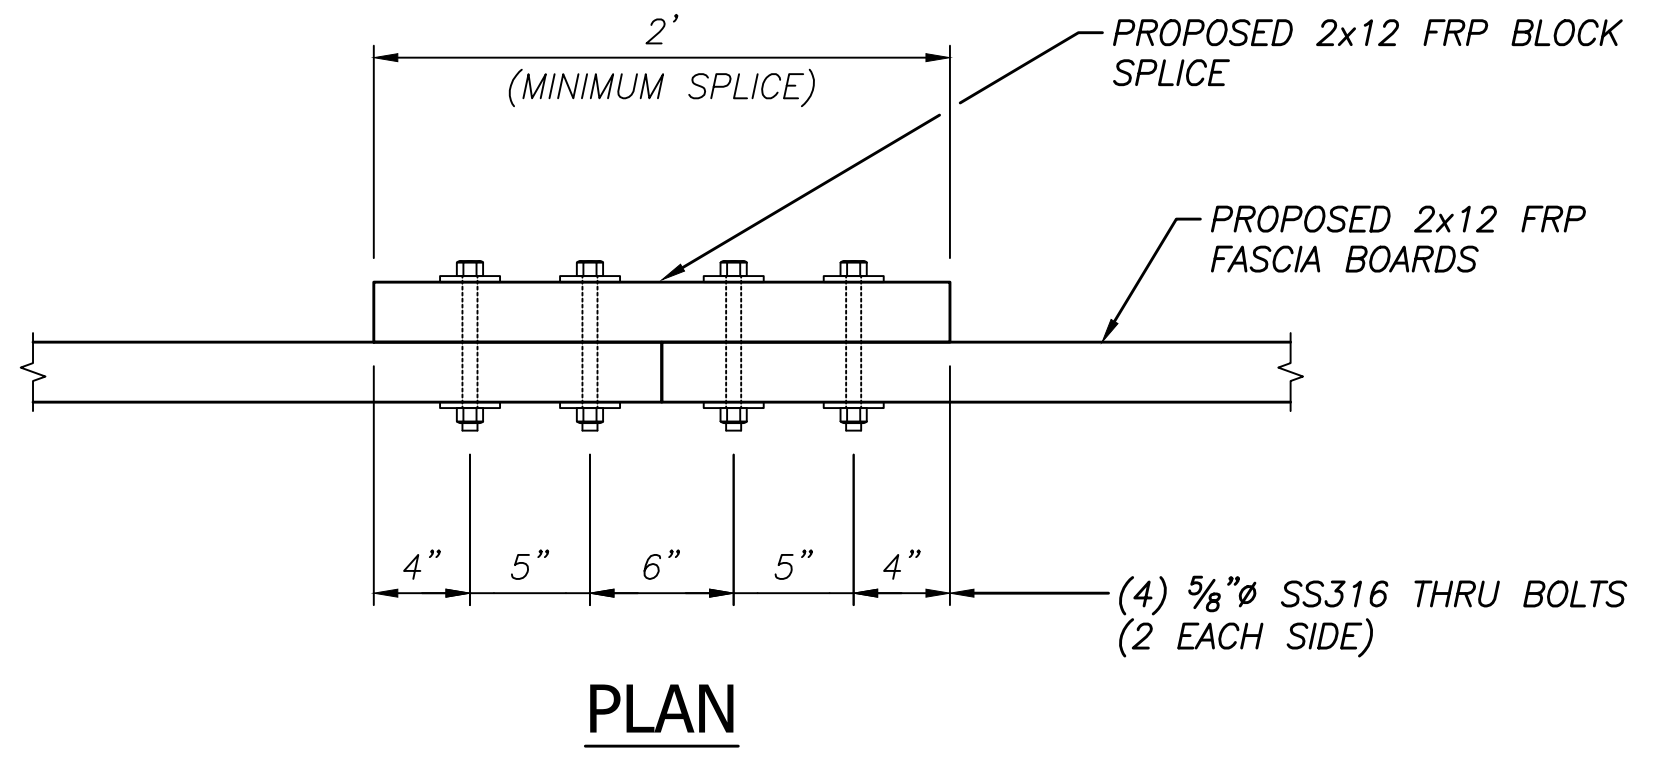 2'
(MINIMUM SPLICE)
PROPOSED 2x12 FRP BLOCK
SPLICE
PROPOSED 2x12 FRP
FASCIA BOARDS
4" 5" 6" 5" 4"
(4) ⅝"ø SS316 THRU BOLTS
(2 EACH SIDE)
PLAN